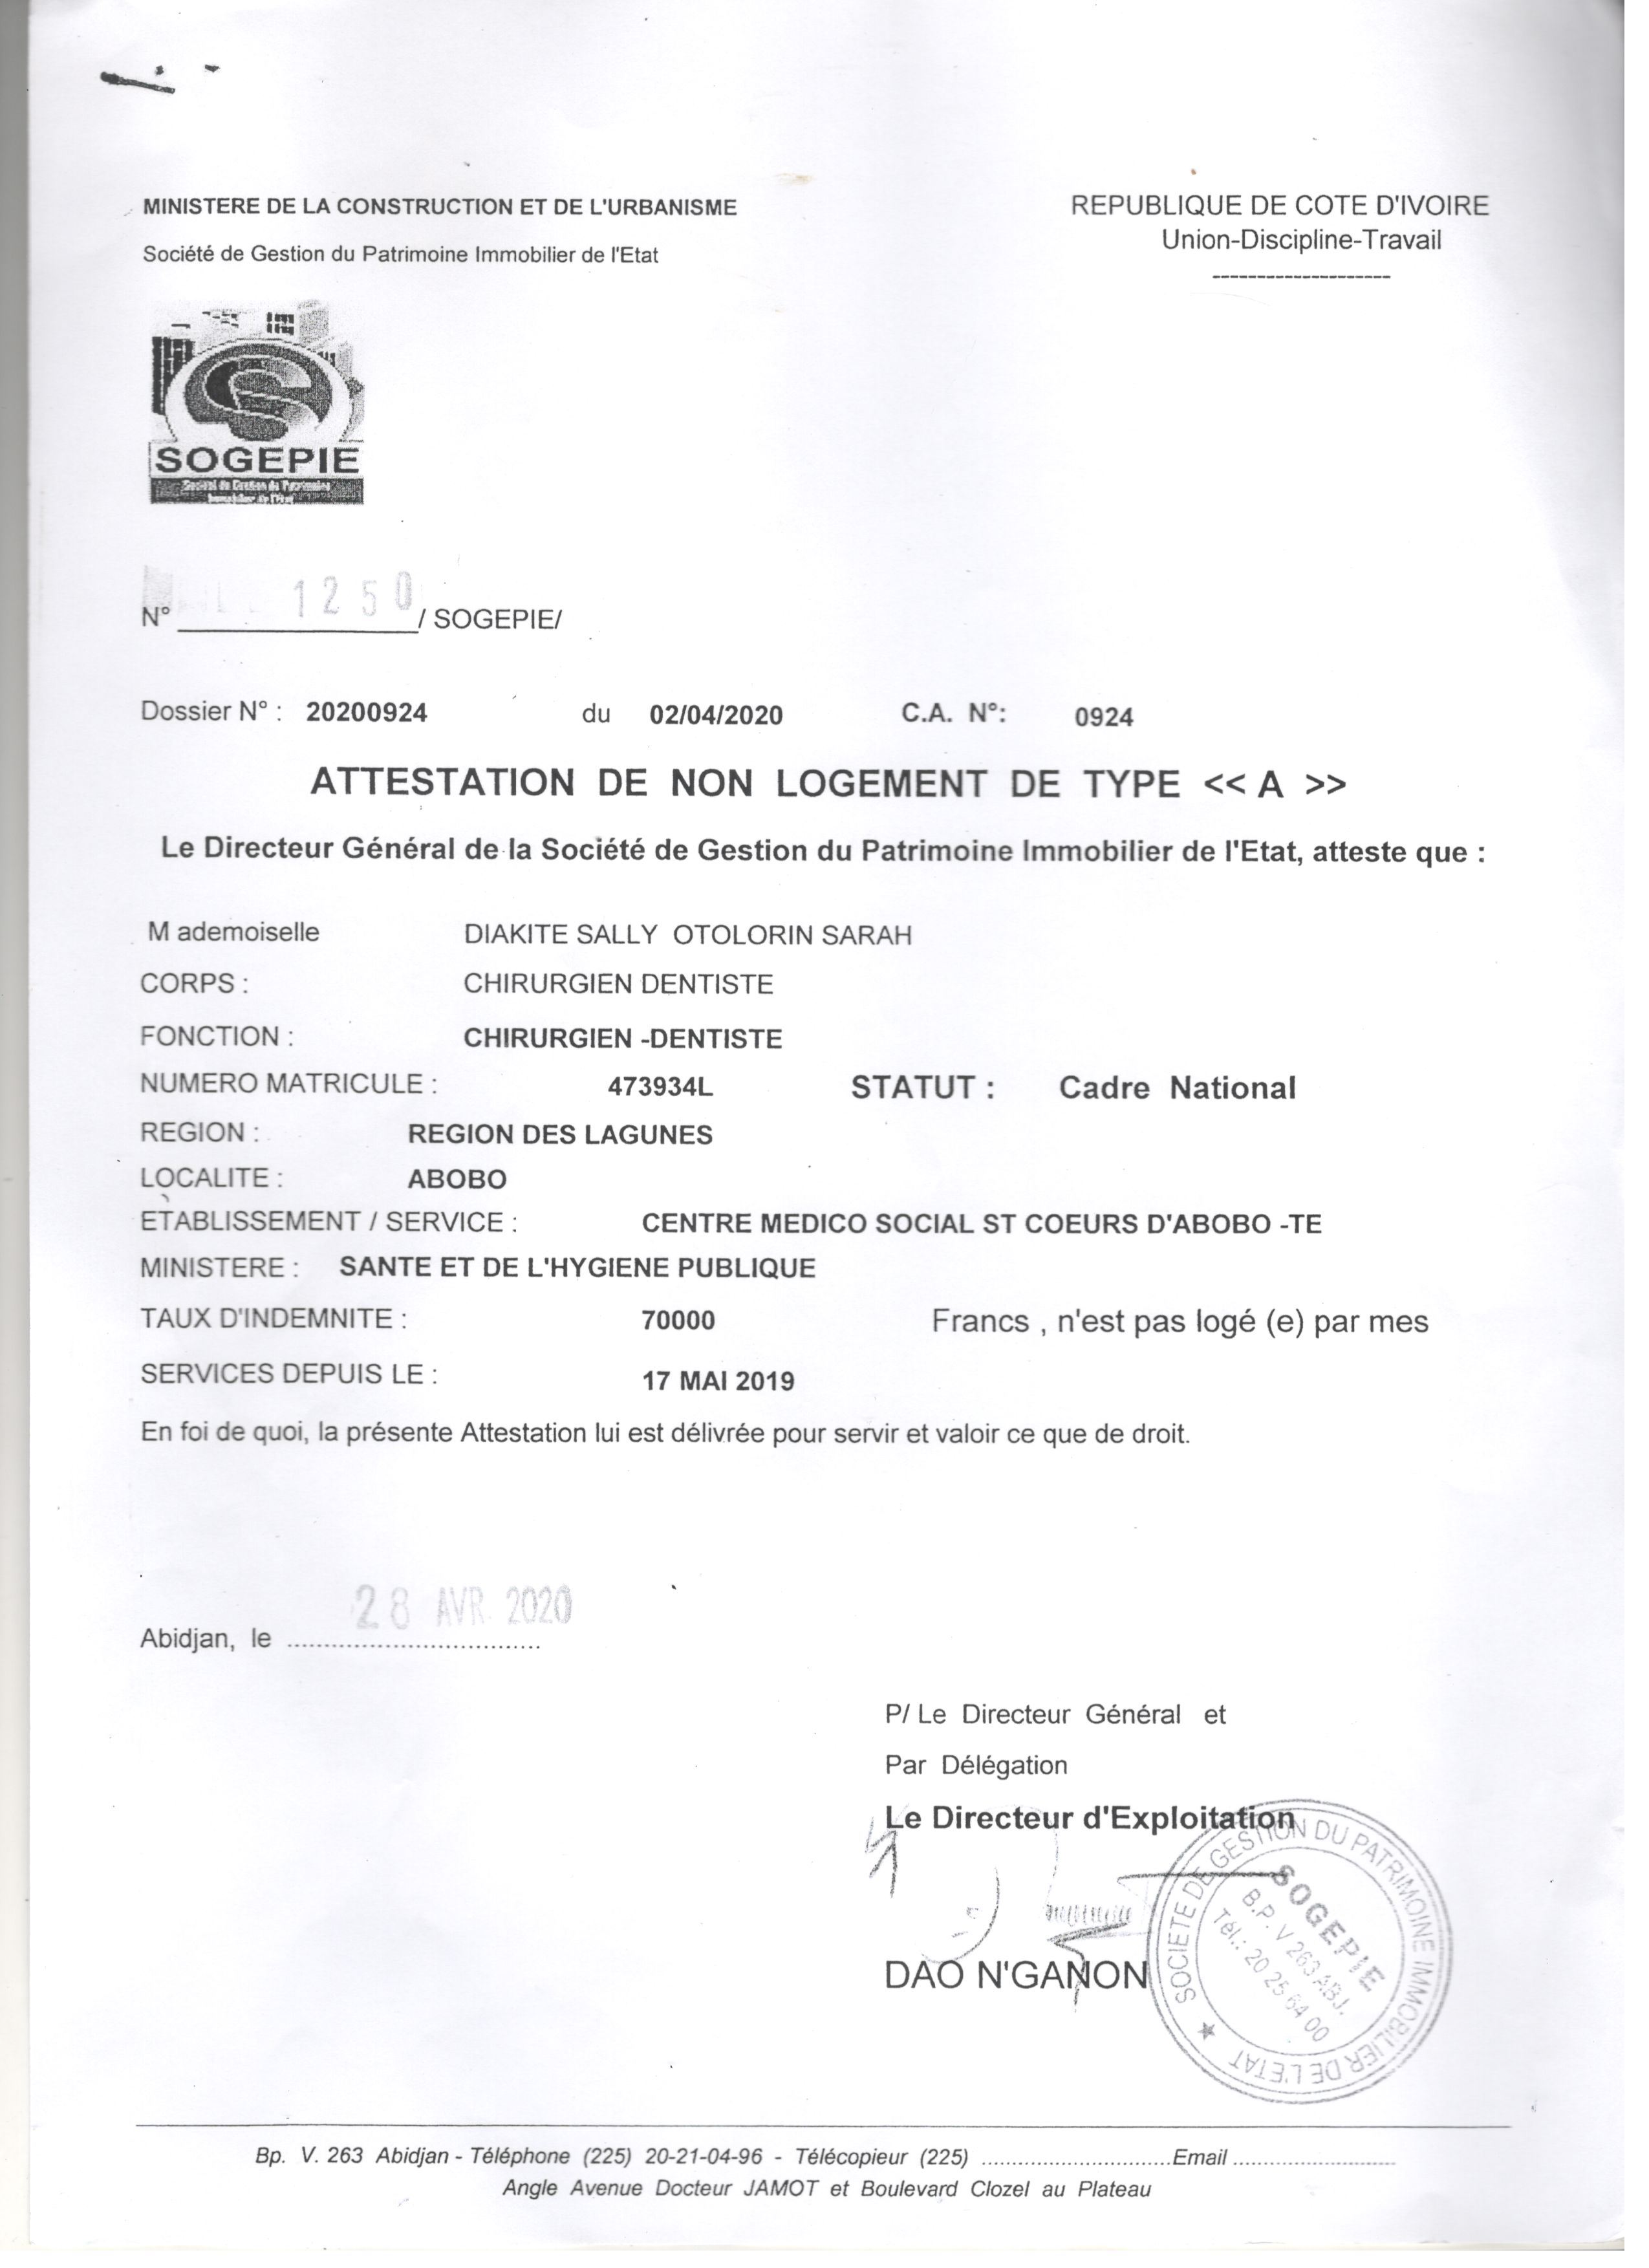 MINISTERE DE LA CONSTRUCTION ET DE L'URBANISME
REPUBLIQUE DE COTE D'IVOIRE
Société de Gestion du Patrimoine Immobilier de l'Etat
Union-Discipline-Travail
--------------------
SOGEPIE
Société de Gestion du Patrimoine
Immobilier de l'Etat
1250
N° / SOGEPIE/
Dossier N° : 20200924 du 02/04/2020 C.A. N°: 0924
ATTESTATION DE NON LOGEMENT DE TYPE << A >>
Le Directeur Général de la Société de Gestion du Patrimoine Immobilier de l'Etat, atteste que :
M ademoiselle DIAKITE SALLY OTOLORIN SARAH
CORPS : CHIRURGIEN DENTISTE
FONCTION : CHIRURGIEN -DENTISTE
NUMERO MATRICULE : 473934L STATUT : Cadre National
REGION : REGION DES LAGUNES
LOCALITE : ABOBO
ETABLISSEMENT / SERVICE : CENTRE MEDICO SOCIAL ST COEURS D'ABOBO -TE
MINISTERE : SANTE ET DE L'HYGIENE PUBLIQUE
TAUX D'INDEMNITE : 70000 Francs , n'est pas logé (e) par mes
SERVICES DEPUIS LE : 17 MAI 2019
En foi de quoi, la présente Attestation lui est délivrée pour servir et valoir ce que de droit.
28 AVR. 2020
Abidjan, le ..................................
P/ Le Directeur Général et
Par Délégation
Le Directeur d'Exploitation
DAO N'GANON
SOCIETE DE GESTION DU PATRIMOINE IMMOBILIER DE L'ETAT
SOGEPIE
B.P. V 263 ABJ.
Tél.: 20 25 64 00
Bp. V. 263 Abidjan - Téléphone (225) 20-21-04-96 - Télécopieur (225) .............................Email .........................
Angle Avenue Docteur JAMOT et Boulevard Clozel au Plateau